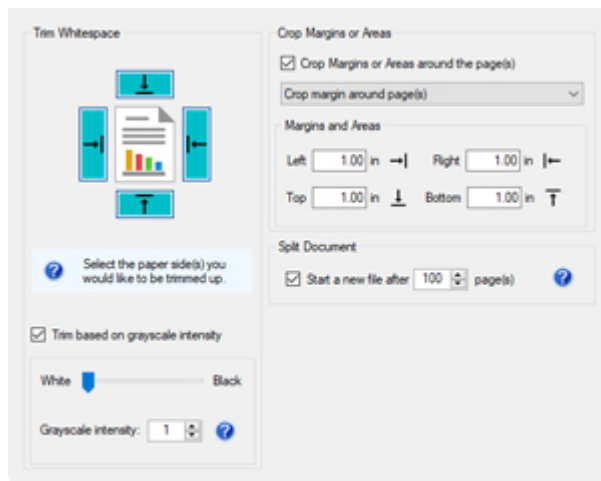 Trim Whitespace
Select the paper side(s) you
would like to be trimmed up.
Trim based on grayscale intensity
White Black
Grayscale intensity: 1
Crop Margins or Areas
Crop Margins or Areas around the page(s)
Crop margin around page(s)
Margins and Areas
Left 1.00 in Right 1.00 in
Top 1.00 in Bottom 1.00 in
Split Document
Start a new file after 100 page(s)